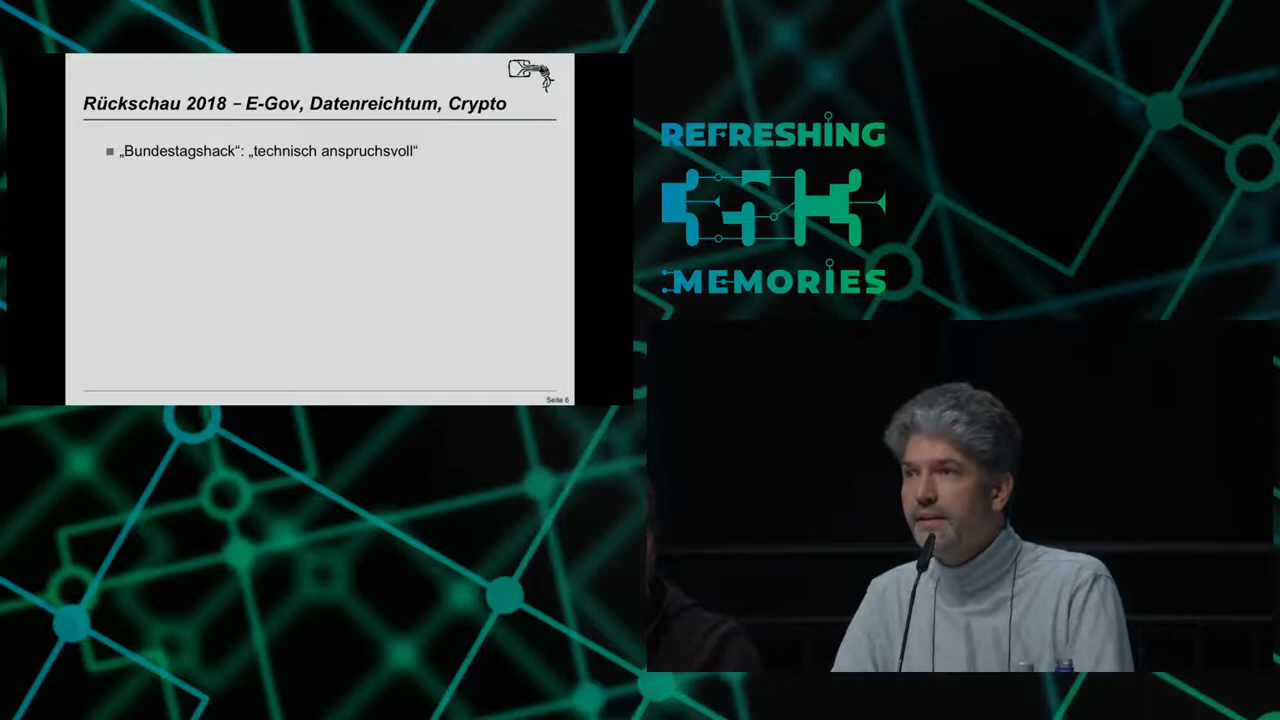 Rückschau 2018 – E-Gov, Datenreichtum, Crypto
„Bundestagshack“: „technisch anspruchsvoll“
Seite 6
REFRESHING
MEMORIES